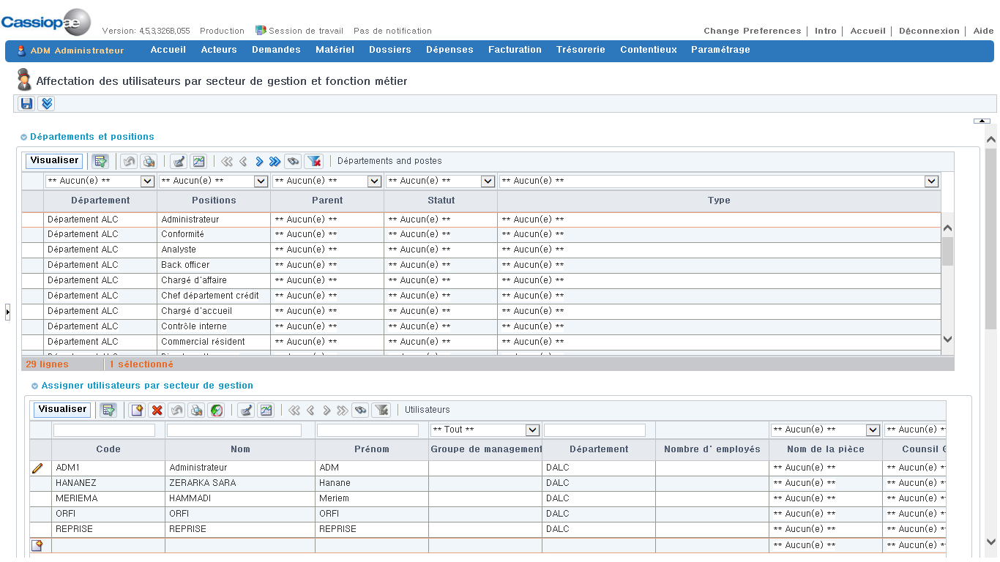 Cassiopae
Version: 4,5,3,326B,055 Production Session de travail Pas de notification Change Preferences | Intro | Accueil | Déconnexion | Aide
ADM Administrateur Accueil Acteurs Demandes Matériel Dossiers Dépenses Facturation Trésorerie Contentieux Paramétrage
Affectation des utilisateurs par secteur de gestion et fonction métier
Départements et positions
Visualiser Départements and postes
** Aucun(e) ** ** Aucun(e) ** ** Aucun(e) ** ** Aucun(e) ** ** Aucun(e) **
Département Positions Parent Statut Type
Département ALC Administrateur ** Aucun(e) ** ** Aucun(e) ** ** Aucun(e) **
Département ALC Conformité ** Aucun(e) ** ** Aucun(e) ** ** Aucun(e) **
Département ALC Analyste ** Aucun(e) ** ** Aucun(e) ** ** Aucun(e) **
Département ALC Back officer ** Aucun(e) ** ** Aucun(e) ** ** Aucun(e) **
Département ALC Chargé d'affaire ** Aucun(e) ** ** Aucun(e) ** ** Aucun(e) **
Département ALC Chef département crédit ** Aucun(e) ** ** Aucun(e) ** ** Aucun(e) **
Département ALC Chargé d'accueil ** Aucun(e) ** ** Aucun(e) ** ** Aucun(e) **
Département ALC Contrôle interne ** Aucun(e) ** ** Aucun(e) ** ** Aucun(e) **
Département ALC Commercial résident ** Aucun(e) ** ** Aucun(e) ** ** Aucun(e) **
29 lignes 1 sélectionné
Assigner utilisateurs par secteur de gestion
Visualiser Utilisateurs
** Tout ** ** Aucun(e) ** ** Aucun(e) **
Code Nom Prénom Groupe de management Département Nombre d' employés Nom de la pièce Counsil G
ADM1 Administrateur ADM DALC ** Aucun(e) ** ** Aucun(e) **
HANANEZ ZERARKA SARA Hanane DALC ** Aucun(e) ** ** Aucun(e) **
MERIEMA HAMMADI Meriem DALC ** Aucun(e) ** ** Aucun(e) **
ORFI ORFI ORFI DALC ** Aucun(e) ** ** Aucun(e) **
REPRISE REPRISE REPRISE DALC ** Aucun(e) ** ** Aucun(e) **
** Aucun(e) ** ** Aucun(e) **